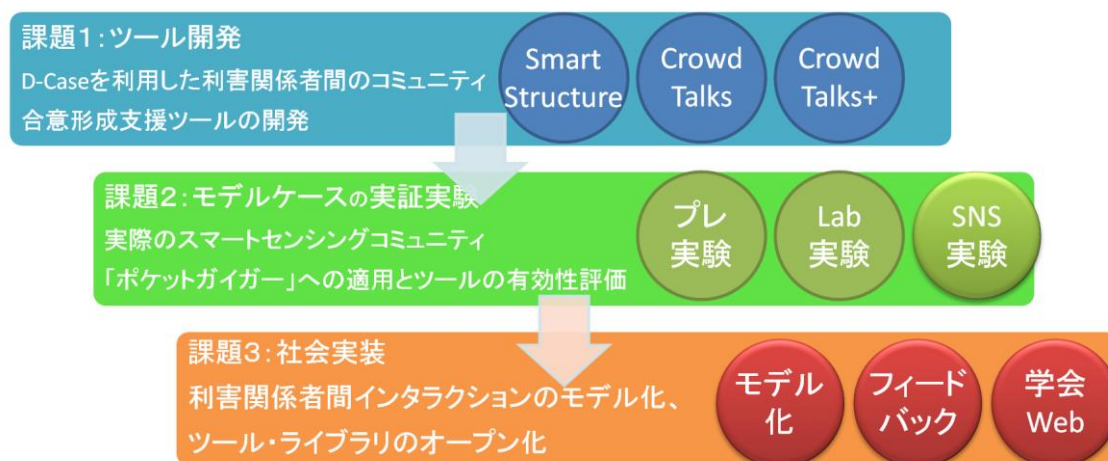 課題1:ツール開発
D-Caseを利用した利害関係者間のコミュニティ
合意形成支援ツールの開発
Smart
Structure
Crowd
Talks
Crowd
Talks+
課題2:モデルケースの実証実験
実際のスマートセンシングコミュニティ
「ポケットガイガー」への適用とツールの有効性評価
プレ
実験
Lab
実験
SNS
実験
課題3:社会実装
利害関係者間インタラクションのモデル化、
ツール・ライブラリのオープン化
モデル
化
フィード
バック
学会
Web